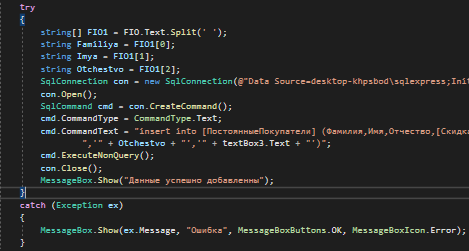 try
{
string[] FIO1 = FIO.Text.Split(' ');
string Familiya = FIO1[0];
string Imya = FIO1[1];
string Otchestvo = FIO1[2];
SqlConnection con = new SqlConnection(@"Data Source=desktop-khpsbod\sqlexpress;Init
con.Open();
SqlCommand cmd = con.CreateCommand();
cmd.CommandType = CommandType.Text;
cmd.CommandText = "insert into [ПостоянныеПокупатели] (Фамилия,Имя,Отчество,[Скидка
","'" + Otchestvo + "','" + textBox3.Text + "')";
cmd.ExecuteNonQuery();
con.Close();
MessageBox.Show("Данные успешно добавленны");
}
catch (Exception ex)
{
MessageBox.Show(ex.Message, "Ошибка", MessageBoxButtons.OK, MessageBoxIcon.Error);
}